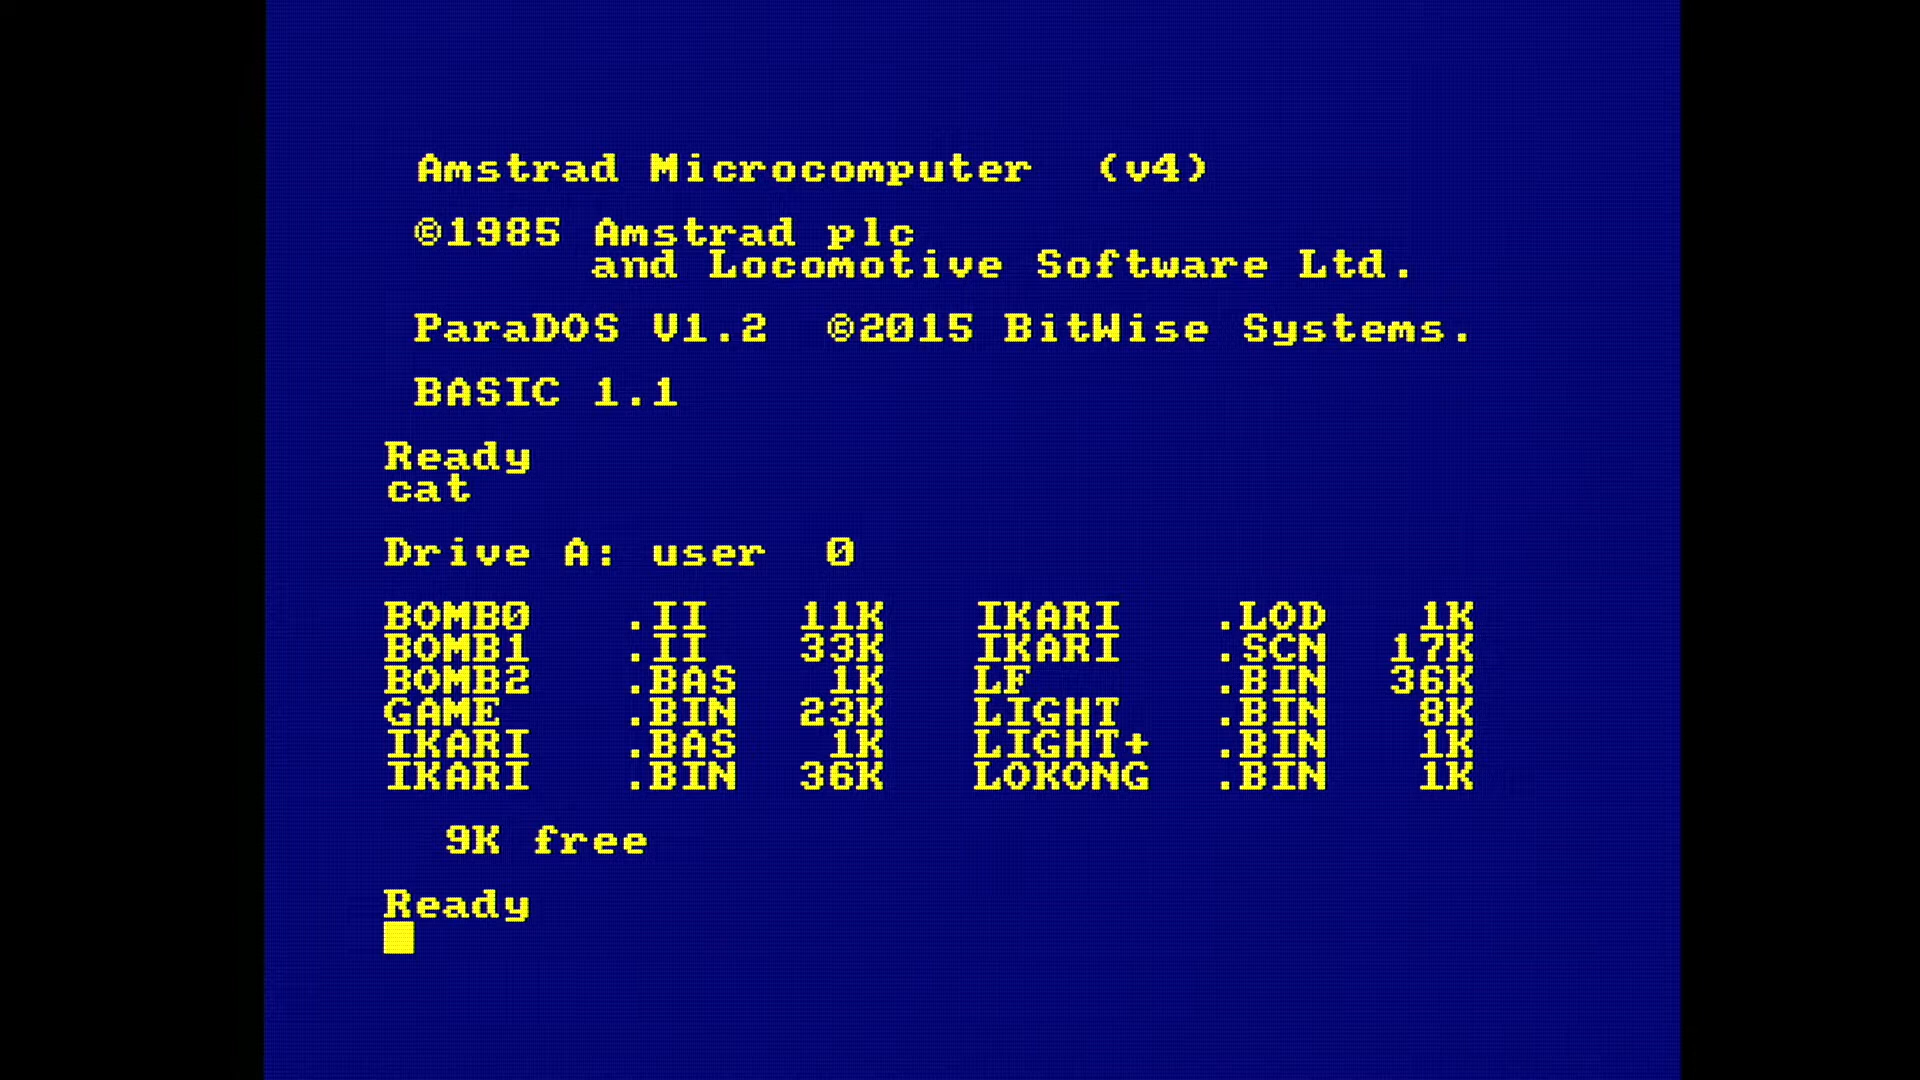 Amstrad Microcomputer (v4)
©1985 Amstrad plc
and Locomotive Software Ltd.
ParaDOS V1.2 ©2015 BitWise Systems.
BASIC 1.1
Ready
cat
Drive A: user 0
BOMB0 .II 11K IKARI .LOD 1K
BOMB1 .II 33K IKARI .SCN 17K
BOMB2 .BAS 1K LF .BIN 36K
GAME .BIN 23K LIGHT .BIN 8K
IKARI .BAS 1K LIGHT+ .BIN 1K
IKARI .BIN 36K LOKONG .BIN 1K
9K free
Ready